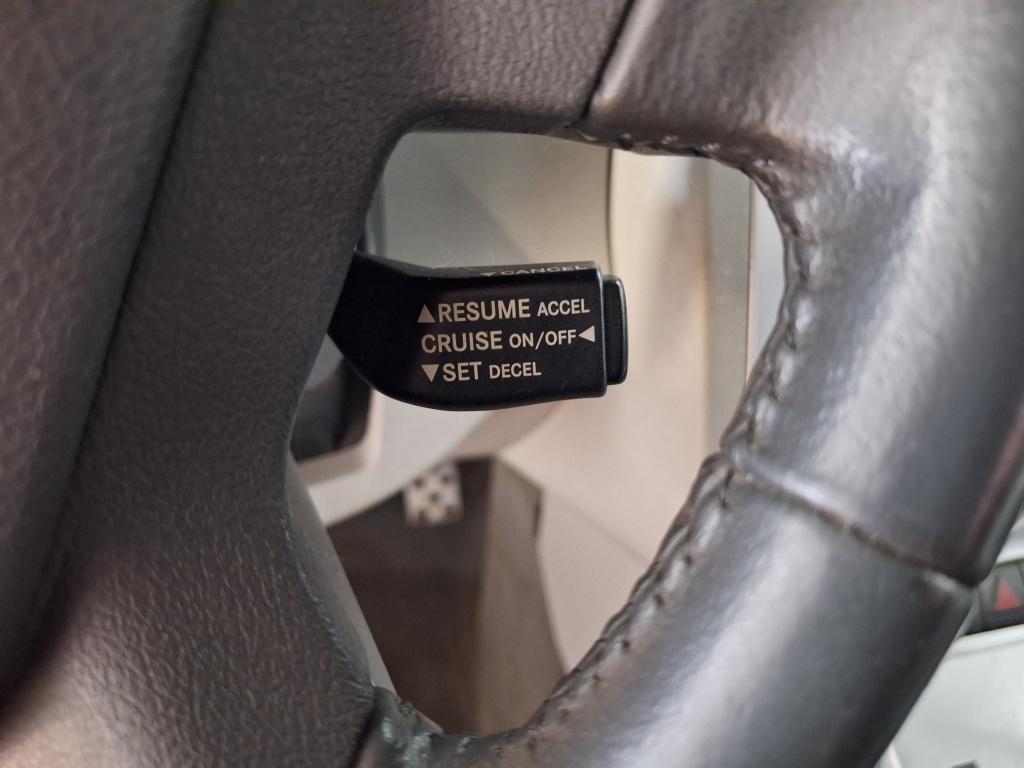 ▼CANCEL
▲RESUME ACCEL
CRUISE ON/OFF◀
▼SET DECEL